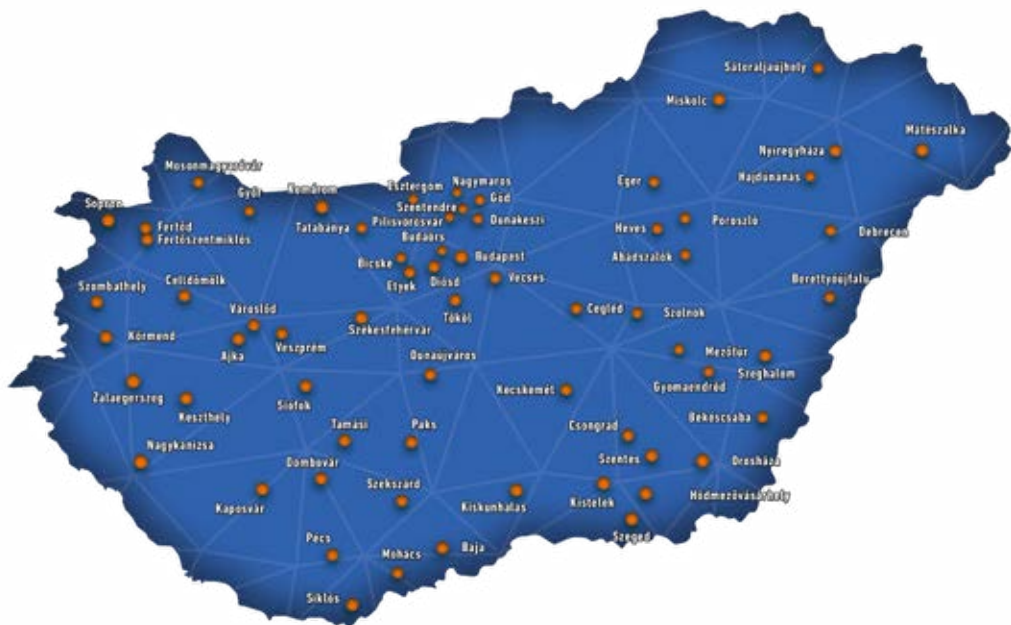 Sátoraljaújhely
Miskolc
Mátészalka
Nyíregyháza
Mosonmagyaróvár
Hajdúnánás
Eger
Nagymaros
Esztergom
God
Győr
Komárom
Szentendre
Sopron
Pilisvörösvár
Dunakeszi
Poroszló
Fertőd
Tatabánya
Heves
Debrecen
Fertőszentmiklós
Budaörs
Budapest
Abádszalók
Bicske
Vecsés
Etyek
Diósd
Berettyóújfalu
Celldömölk
Szombathely
Városlőd
Tököl
Cegléd
Szolnok
Székesfehérvár
Körmend
Ajka
Veszprém
Dunaújváros
Mezőtúr
Szeghalom
Gyomaendrőd
Zalaegerszeg
Siófok
Kecskemét
Keszthely
Békéscsaba
Tamási
Paks
Csongrád
Nagykanizsa
Szentes
Orosháza
Dombóvár
Szekszárd
Kiskunhalas
Kistelek
Hódmezővásárhely
Kaposvár
Szeged
Pécs
Mohács
Baja
Siklós